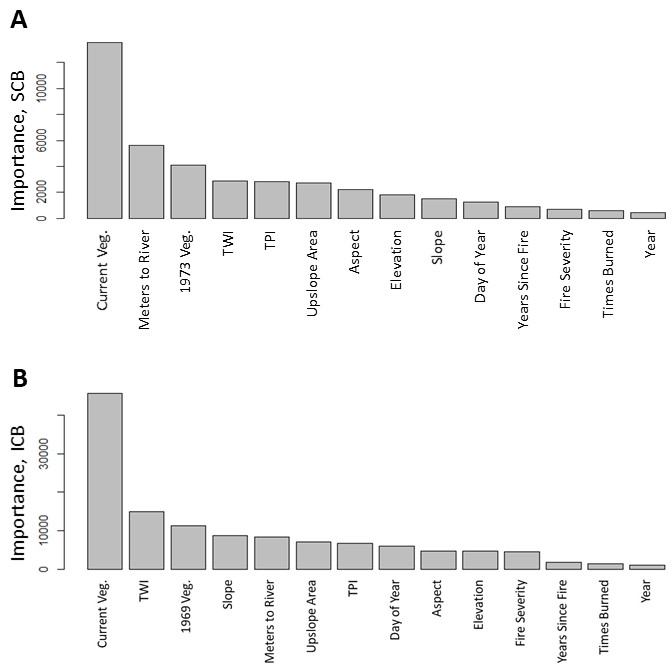 A
Importance, SCB
10000
6000
2000
0
Current Veg.
Meters to River
1973 Veg.
TWI
TPI
Upslope Area
Aspect
Elevation
Slope
Day of Year
Years Since Fire
Fire Severity
Times Burned
Year
B
Importance, ICB
30000
10000
0
Current Veg.
TWI
1969 Veg.
Slope
Meters to River
Upslope Area
TPI
Day of Year
Aspect
Elevation
Fire Severity
Years Since Fire
Times Burned
Year